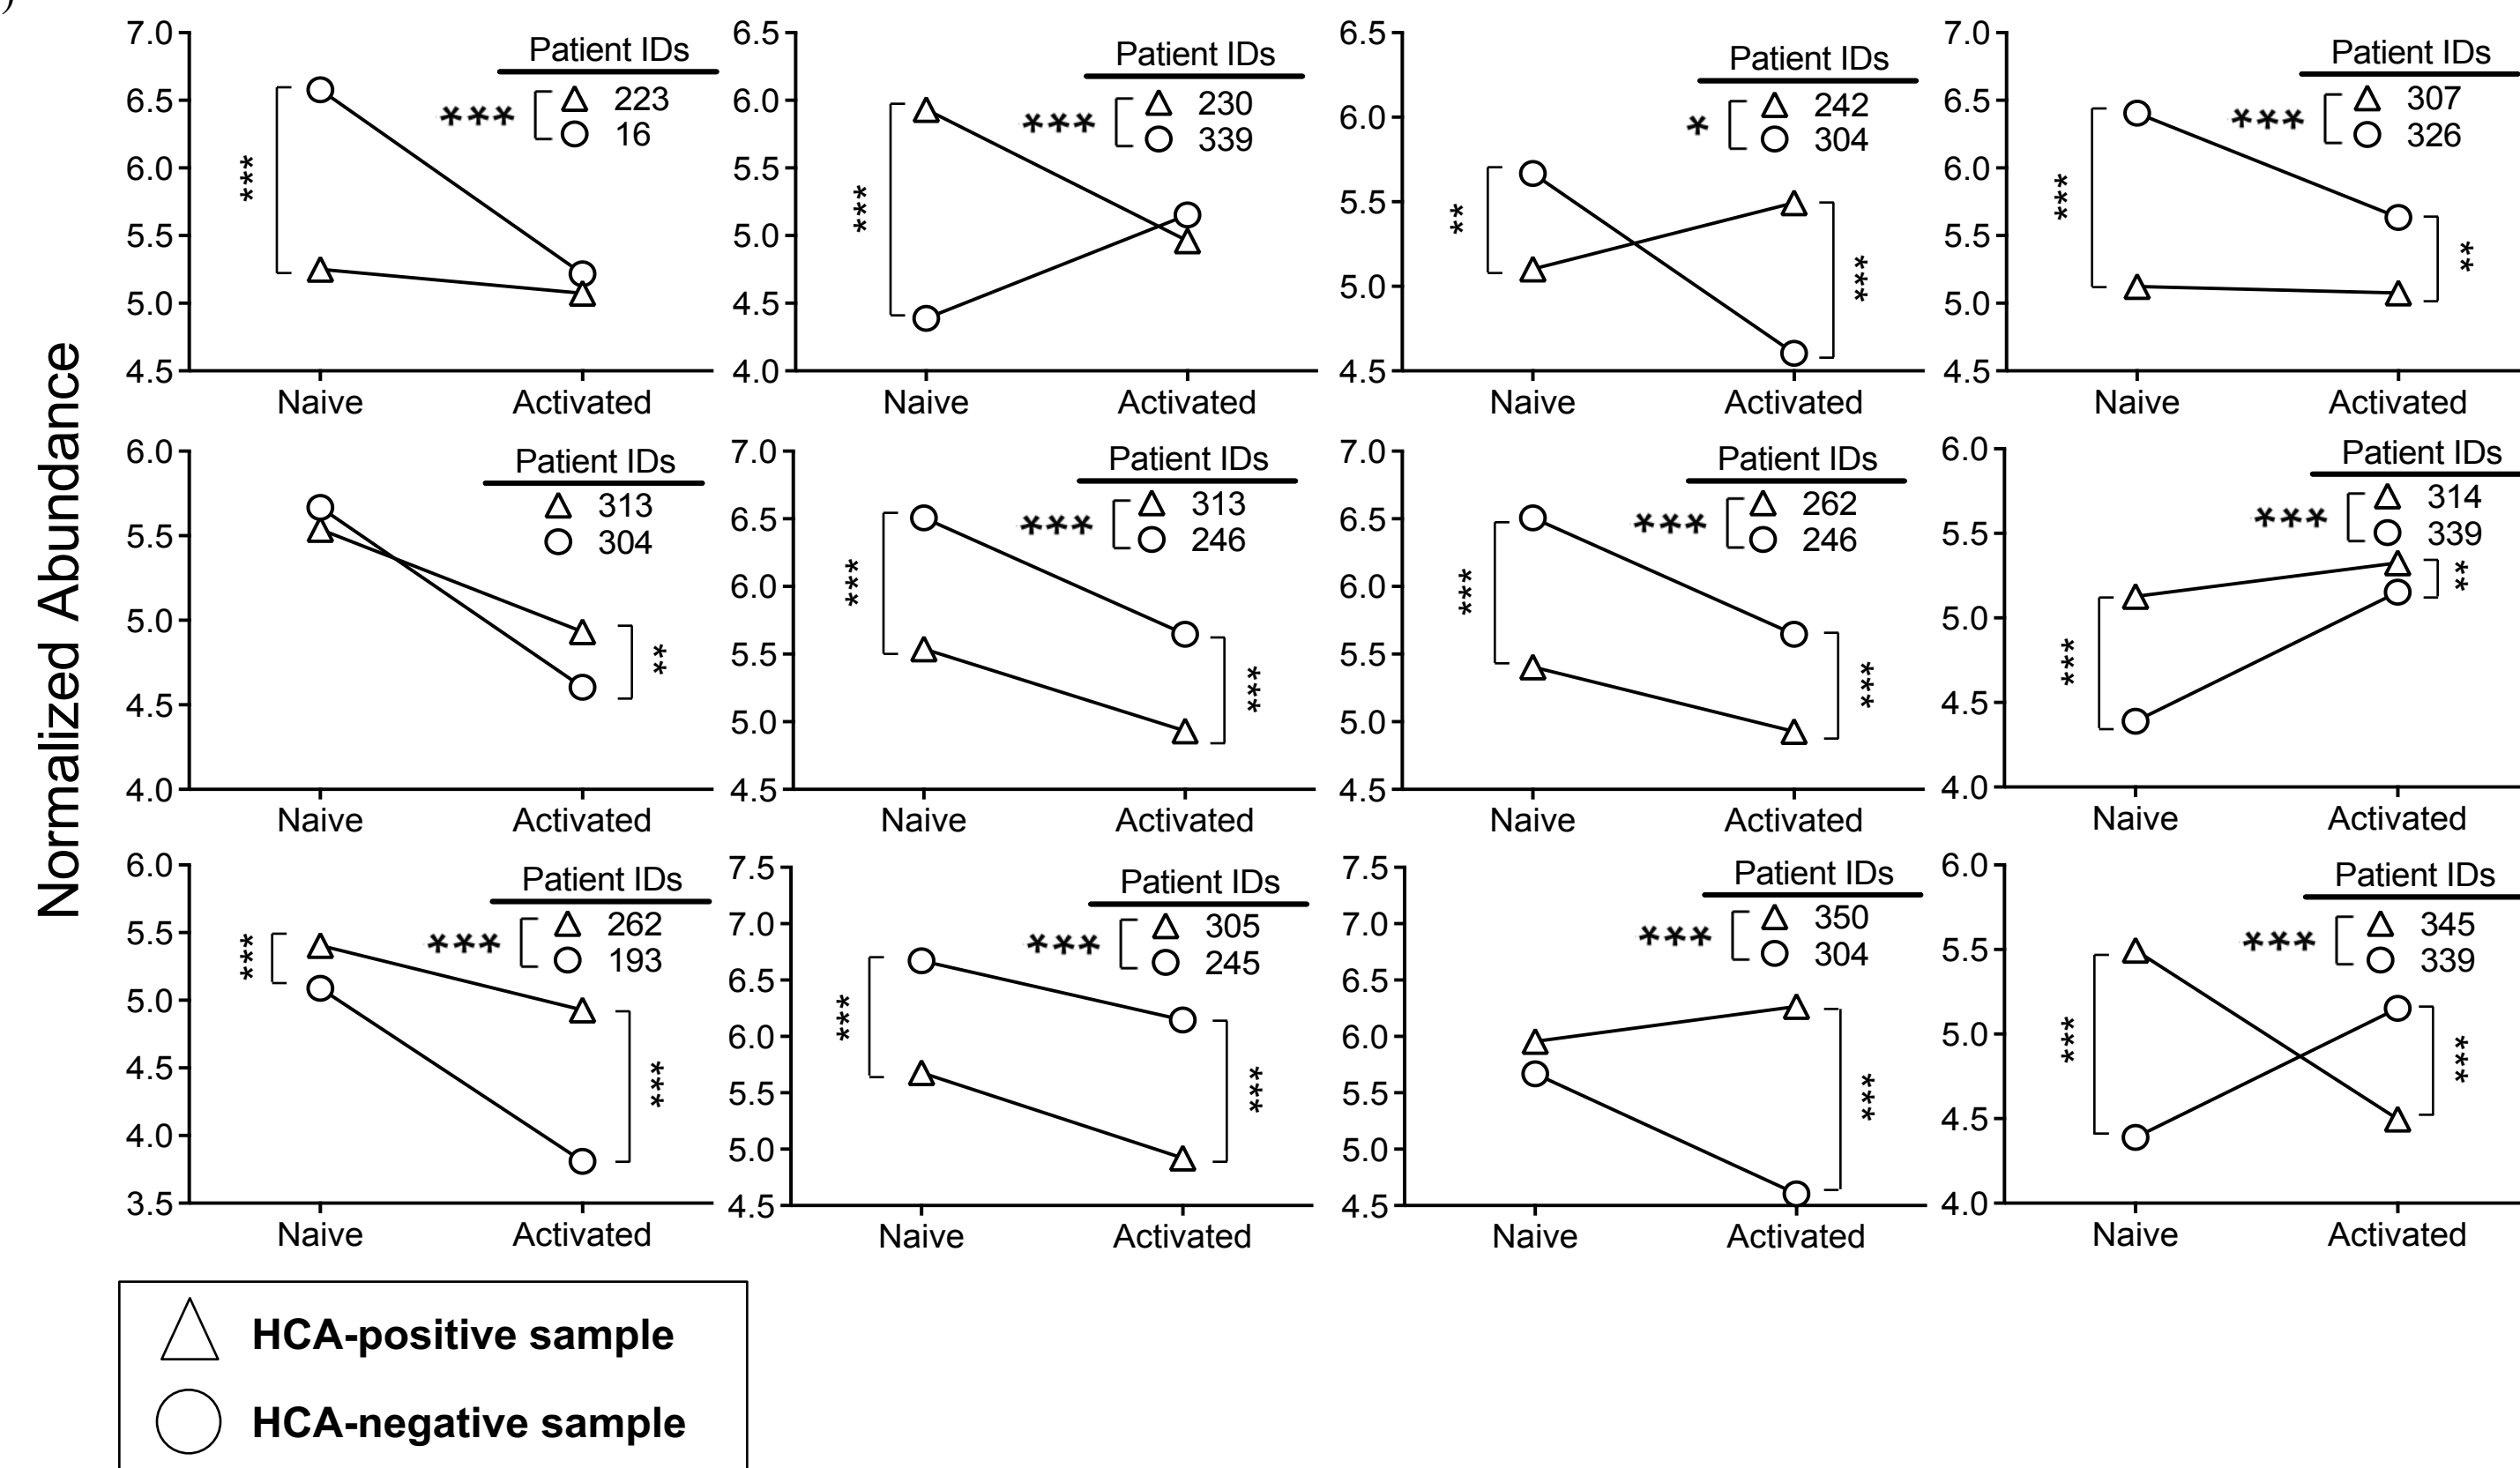 )
Normalized Abundance
7.0
6.5
6.0
5.5
5.0
4.5
Naive
Activated
Patient IDs
*** 223
16
***
6.5
6.0
5.5
5.0
4.5
4.0
Naive
Activated
Patient IDs
*** 230
339
***
6.5
6.0
5.5
5.0
4.5
Naive
Activated
Patient IDs
* 242
304
**
***
7.0
6.5
6.0
5.5
5.0
4.5
Naive
Activated
Patient IDs
*** 307
326
***
**
6.0
5.5
5.0
4.5
4.0
Naive
Activated
Patient IDs
313
304
**
7.0
6.5
6.0
5.5
5.0
4.5
Naive
Activated
Patient IDs
*** 313
246
***
***
7.0
6.5
6.0
5.5
5.0
4.5
Naive
Activated
Patient IDs
*** 262
246
***
***
6.0
5.5
5.0
4.5
4.0
Naive
Activated
Patient IDs
*** 314
339
***
**
6.0
5.5
5.0
4.5
4.0
3.5
Naive
Activated
Patient IDs
*** 262
193
***
***
7.5
7.0
6.5
6.0
5.5
5.0
4.5
Naive
Activated
Patient IDs
*** 305
245
***
***
7.5
7.0
6.5
6.0
5.5
5.0
4.5
Naive
Activated
Patient IDs
*** 350
304
***
6.0
5.5
5.0
4.5
4.0
Naive
Activated
Patient IDs
*** 345
339
***
***
HCA-positive sample
HCA-negative sample